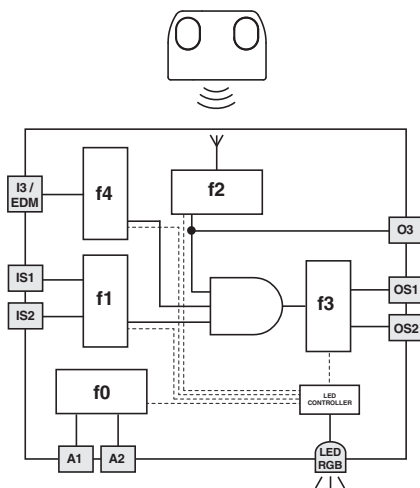 I3 /
EDM
f4
f2
O3
IS1
IS2
f1
f3
OS1
OS2
f0
LED
CONTROLLER
A1
A2
LED
RGB